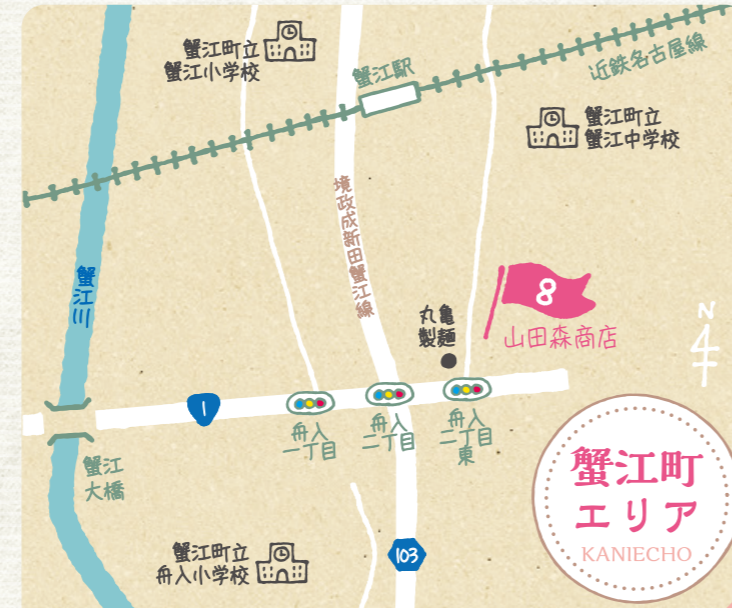 蟹江町立
蟹江小学校
蟹江駅
近鉄名古屋線
蟹江町立
蟹江中学校
境政成新田蟹江線
蟹江川
8
山田森商店
丸亀
製麺
N
1
舟入
一丁目
舟入
二丁目
舟入
二丁目
東
蟹江
大橋
蟹江町
エリア
KANIECHO
蟹江町立
舟入小学校
103